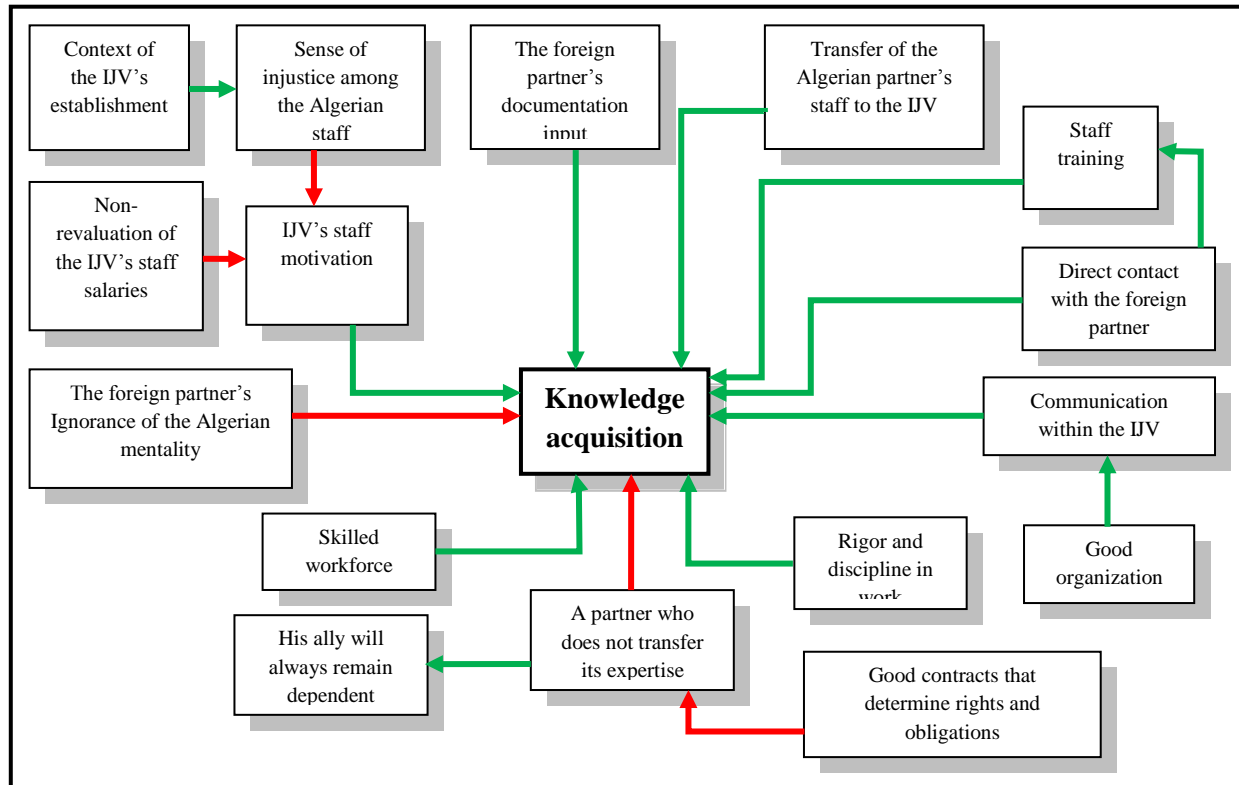 Context of
the IJV's
establishment
Sense of
injustice among
the Algerian
staff
The foreign
partner's
documentation
input
Transfer of the
Algerian partner's
staff to the IJV
Staff
training
Non-
revaluation of
the IJV's staff
salaries
IJV's staff
motivation
Direct contact
with the foreign
partner
The foreign partner's
Ignorance of the Algerian
mentality
Knowledge
acquisition
Communication
within the IJV
Skilled
workforce
Rigor and
discipline in
work
Good
organization
His ally will
always remain
dependent
A partner who
does not transfer
its expertise
Good contracts that
determine rights and
obligations